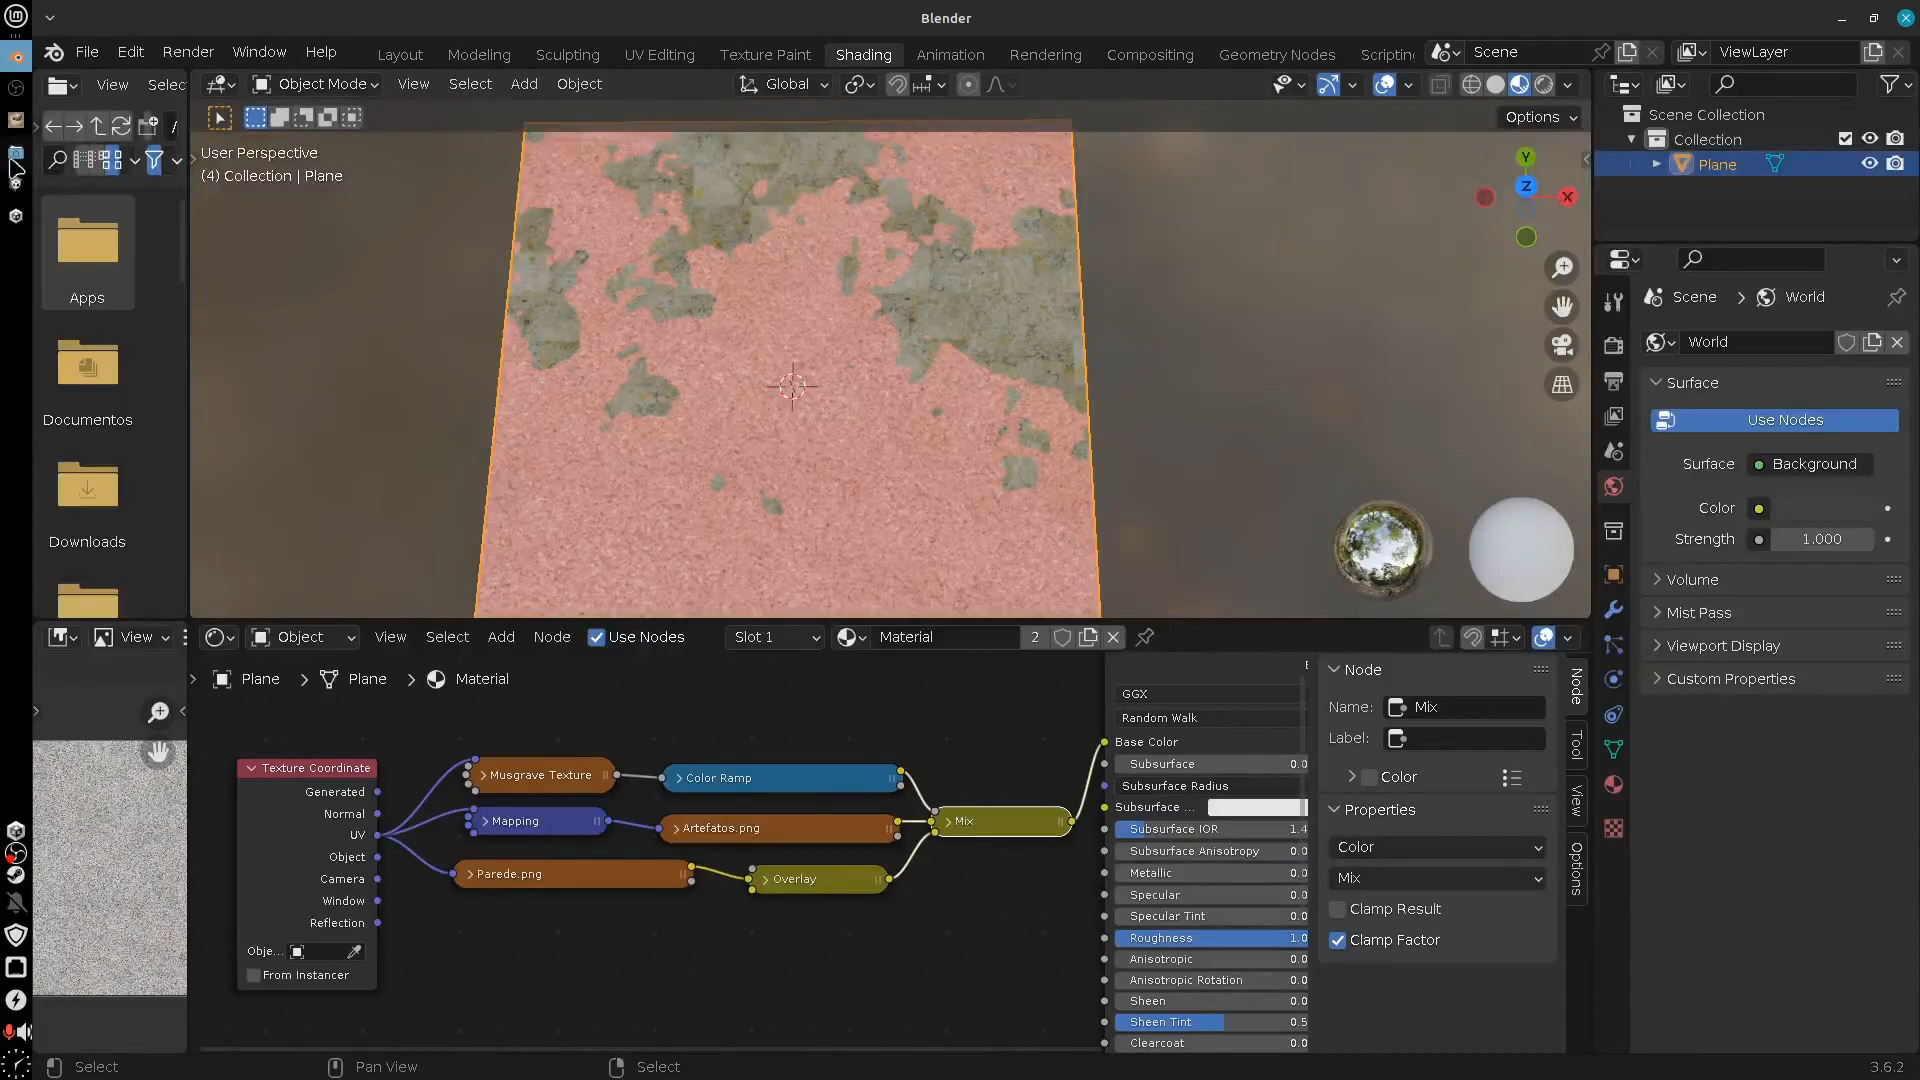 Blender
File Edit Render Window Help
Layout Modeling Sculpting UV Editing Texture Paint Shading Animation Rendering Compositing Geometry Nodes Scripting
Scene
ViewLayer
View Selec
Object Mode View Select Add Object
Global
Options
Scene Collection
Collection
Plane
/
User Perspective
(4) Collection | Plane
Y
Z
X
Apps
Documentos
Downloads
Scene > World
World
Surface
Use Nodes
Surface Background
Color
Strength 1.000
Volume
Mist Pass
Viewport Display
Custom Properties
View
Object View Select Add Node Use Nodes Slot 1 Material 2
Plane > Plane > Material
Texture Coordinate
Generated
Normal
UV
Object
Camera
Window
Reflection
Obje...
From Instancer
Musgrave Texture
Color Ramp
Mapping
Artefatos.png
Mix
Parede.png
Overlay
GGX
Random Walk
Base Color
Subsurface 0.0
Subsurface Radius
Subsurface ...
Subsurface IOR 1.4
Subsurface Anisotropy 0.0
Metallic 0.0
Specular 0.0
Specular Tint 0.0
Roughness 1.0
Anisotropic 0.0
Anisotropic Rotation 0.0
Sheen 0.0
Sheen Tint 0.5
Clearcoat 0.0
Node
Name: Mix
Label:
Color
Properties
Color
Mix
Clamp Result
Clamp Factor
Node
Tool
View
Options
Select
Pan View
Select
3.6.2